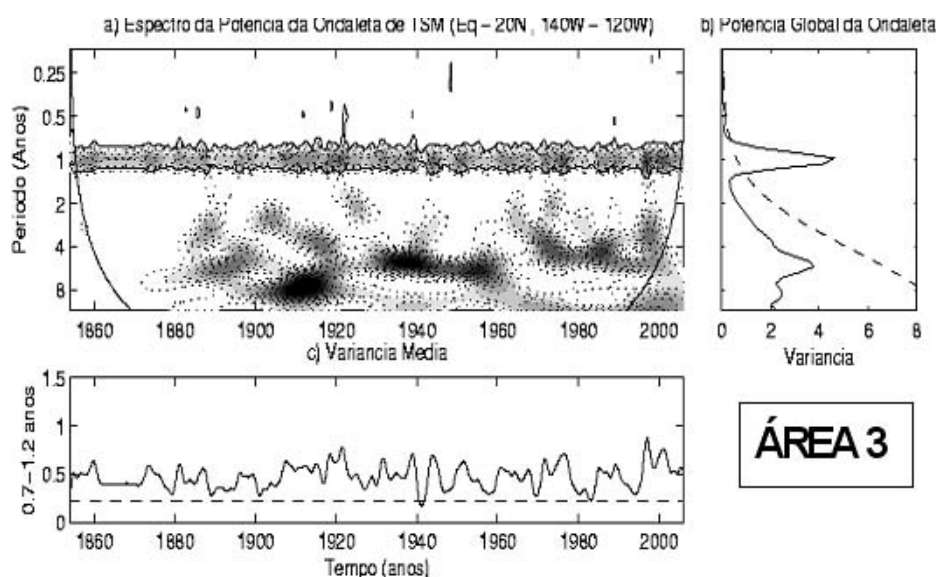 a) Espectro da Potencia da Ondaleta de TSM (Eq – 20N, 140W – 120W)
b) Potencia Global da Ondaleta
Periodo (Anos)
0.25
0.5
1
2
4
8
1860 1880 1900 1920 1940 1960 1980 2000
0 2 4 6 8
Variancia
c) Variancia Media
0.7–1.2 anos
1.5
1
0.5
0
1860 1880 1900 1920 1940 1960 1980 2000
Tempo (anos)
ÁREA 3